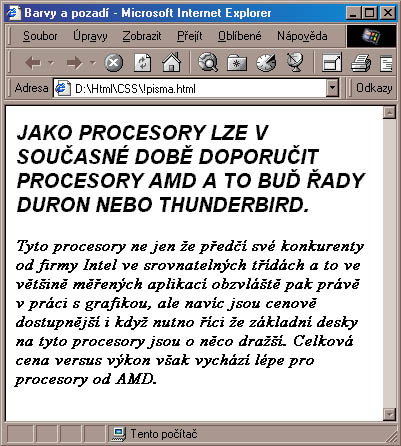 Barvy a pozadí - Microsoft Internet Explorer
Soubor Úpravy Zobrazit Přejít Oblíbené Nápověda
Adresa D:\Html\CSS\!pisma.html Odkazy
JAKO PROCESORY LZE V
SOUČASNÉ DOBĚ DOPORUČIT
PROCESORY AMD A TO BUĎ ŘADY
DURON NEBO THUNDERBIRD.
Tyto procesory ne jen že předčí své konkurenty
od firmy Intel ve srovnatelných třídách a to ve
většině měřených aplikací obzvláště pak právě
v práci s grafikou, ale navíc jsou cenově
dostupnější i když nutno říci že základní desky
na tyto procesory jsou o něco dražší. Celková
cena versus výkon však vychází lépe pro
procesory od AMD.
Tento počítač